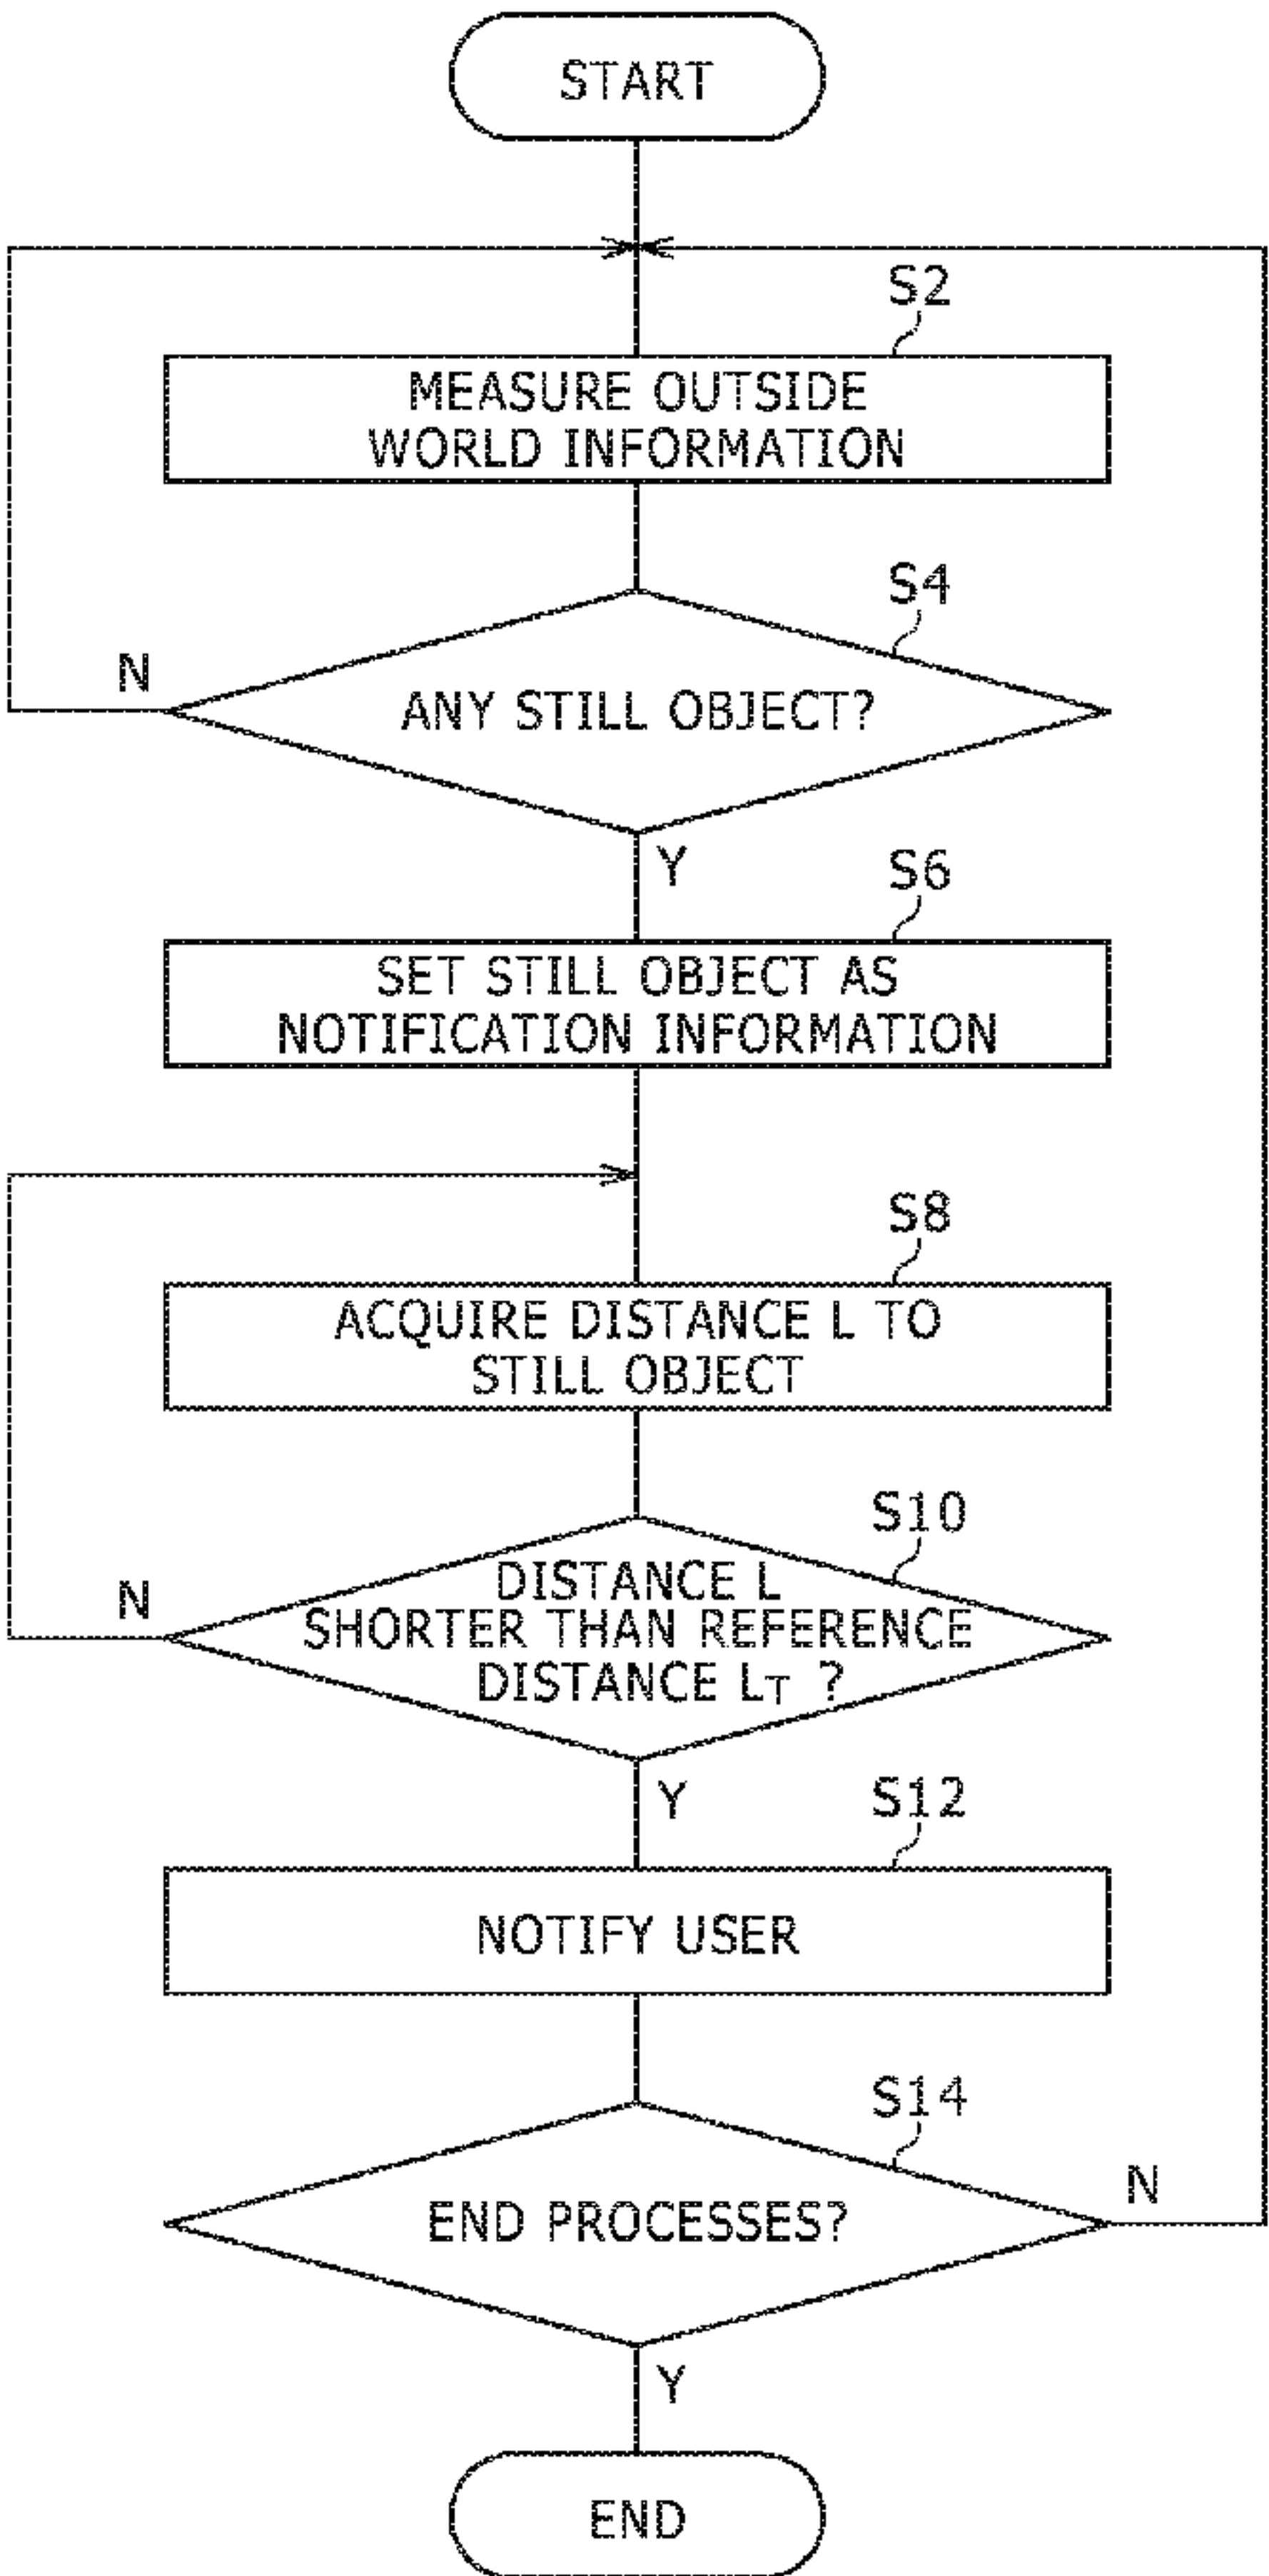 START
S2
MEASURE OUTSIDE
WORLD INFORMATION
S4
N
ANY STILL OBJECT?
Y
S6
SET STILL OBJECT AS
NOTIFICATION INFORMATION
S8
ACQUIRE DISTANCE L TO
STILL OBJECT
S10
N
DISTANCE L
SHORTER THAN REFERENCE
DISTANCE LT ?
Y
S12
NOTIFY USER
S14
N
END PROCESSES?
Y
END